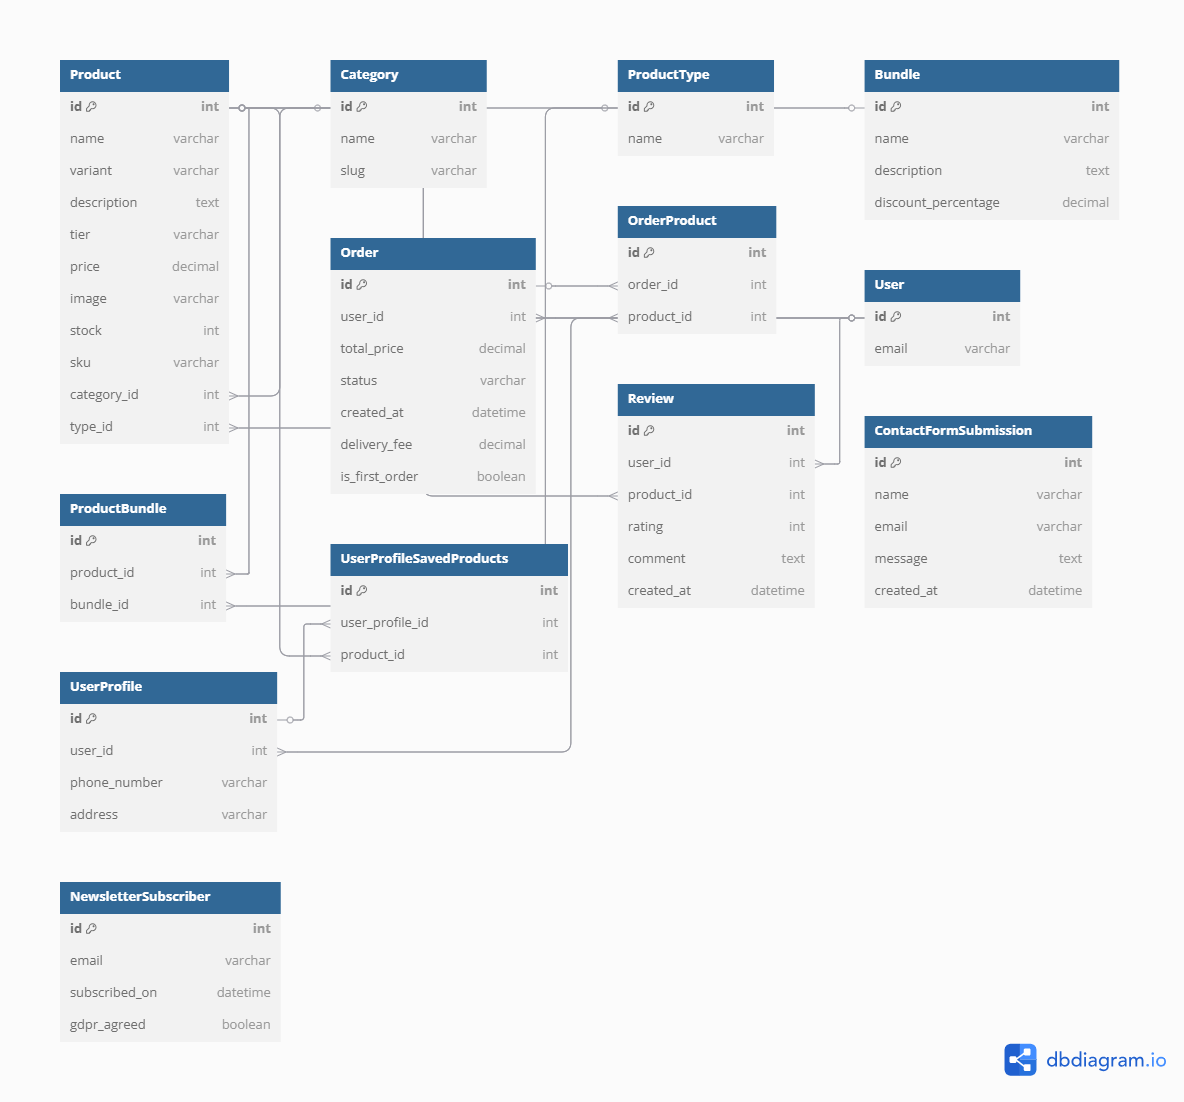 Product
id int
name varchar
variant varchar
description text
tier varchar
price decimal
image varchar
stock int
sku varchar
category_id int
type_id int
Category
id int
name varchar
slug varchar
ProductType
id int
name varchar
Bundle
id int
name varchar
description text
discount_percentage decimal
Order
id int
user_id int
total_price decimal
status varchar
created_at datetime
delivery_fee decimal
is_first_order boolean
OrderProduct
id int
order_id int
product_id int
User
id int
email varchar
Review
id int
user_id int
product_id int
rating int
comment text
created_at datetime
ContactFormSubmission
id int
name varchar
email varchar
message text
created_at datetime
ProductBundle
id int
product_id int
bundle_id int
UserProfileSavedProducts
id int
user_profile_id int
product_id int
UserProfile
id int
user_id int
phone_number varchar
address varchar
NewsletterSubscriber
id int
email varchar
subscribed_on datetime
gdpr_agreed boolean
dbdiagram.io